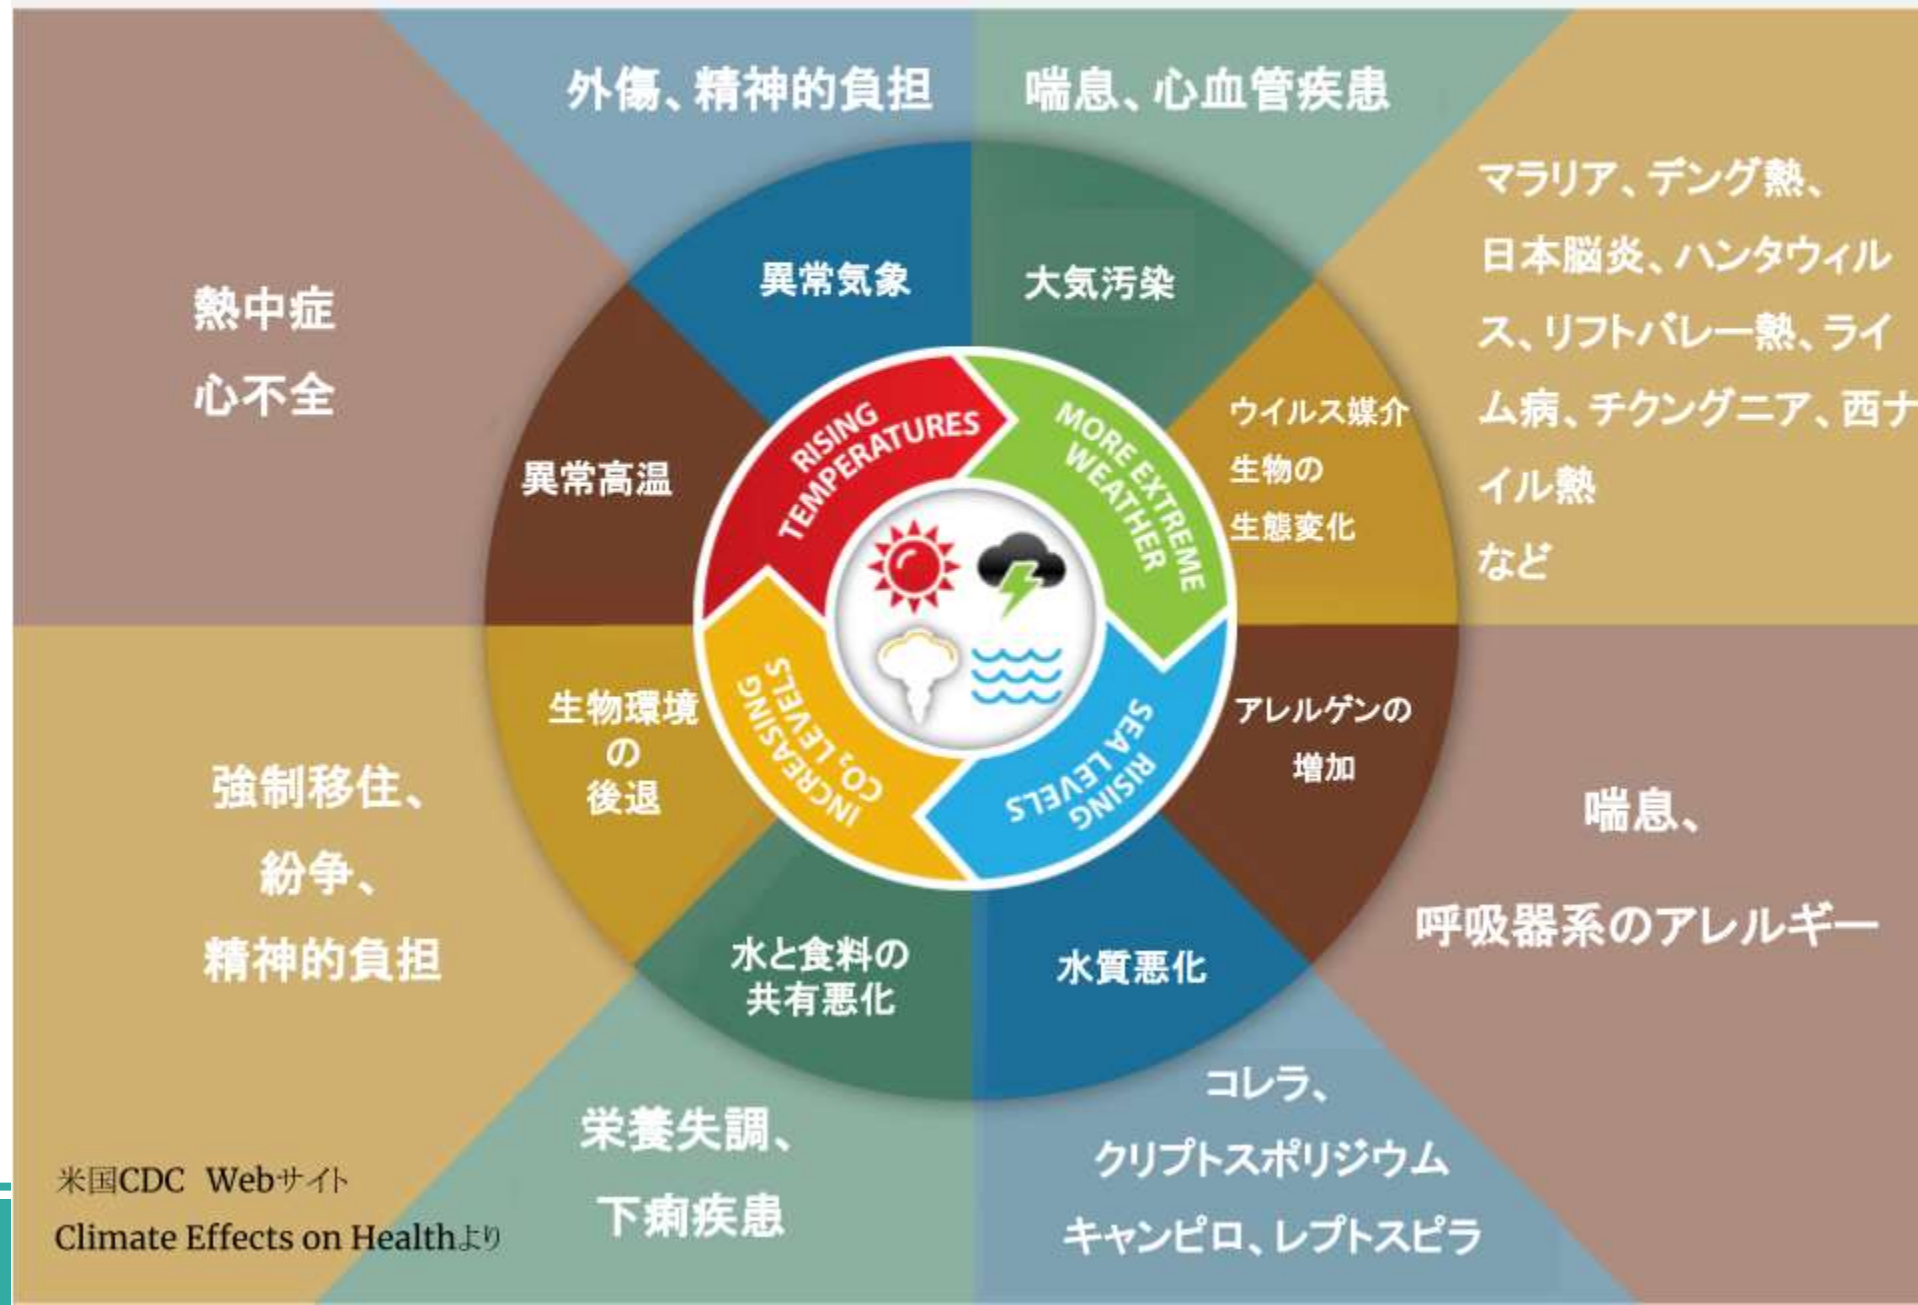 外傷、精神的負担
喘息、心血管疾患
マラリア、デング熱、
日本脳炎、ハンタウィル
ス、リフトバレー熱、ライ
ム病、チクングニア、西ナ
イル熱
など
熱中症
心不全
異常気象
大気汚染
異常高温
ウイルス媒介
生物の
生態変化
RISING
TEMPERATURES
MORE EXTREME
WEATHER
RISING
SEA LEVELS
INCREASING
CO₂ LEVELS
生物環境
の
後退
アレルゲンの
増加
強制移住、
紛争、
精神的負担
喘息、
呼吸器系のアレルギー
水と食料の
共有悪化
水質悪化
栄養失調、
下痢疾患
コレラ、
クリプトスポリジウム
キャンピロ、レプトスピラ
米国CDC Webサイト
Climate Effects on Healthより